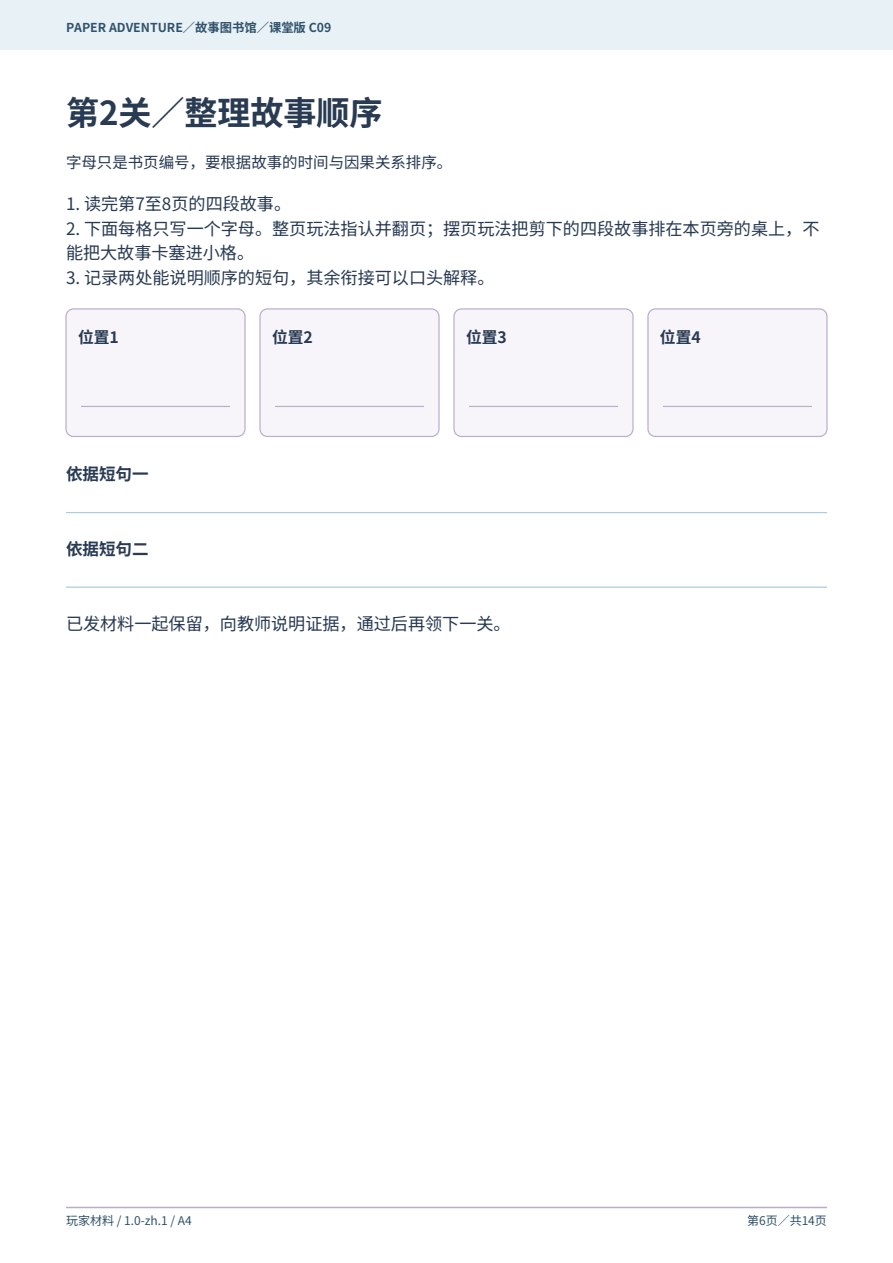 PAPER ADVENTURE／故事图书馆／课堂版 C09
第2关／整理故事顺序
字母只是书页编号，要根据故事的时间与因果关系排序。
1. 读完第7至8页的四段故事。
2. 下面每格只写一个字母。整页玩法指认并翻页；摆页玩法把剪下的四段故事排在本页旁的桌上，不
能把大故事卡塞进小格。
3. 记录两处能说明顺序的短句，其余衔接可以口头解释。
位置1
位置2
位置3
位置4
依据短句一
依据短句二
已发材料一起保留，向教师说明证据，通过后再领下一关。
玩家材料 / 1.0-zh.1 / A4
第6页／共14页